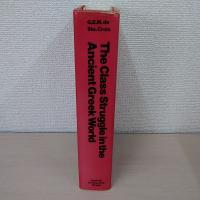 G.E.M. de
Ste. Croix
The Class Struggle in the
Ancient Greek World